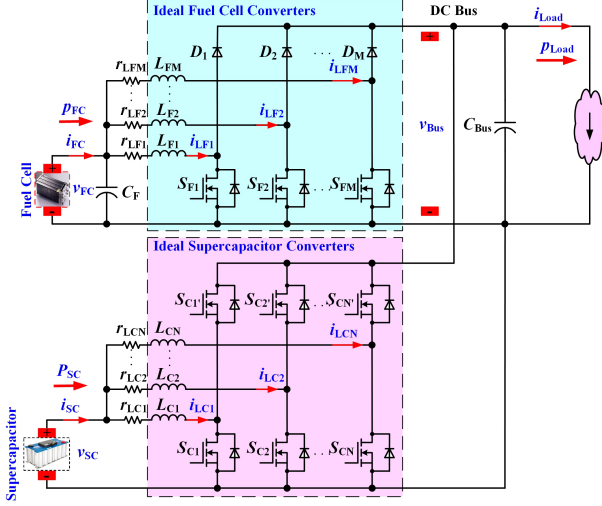 Ideal Fuel Cell Converters
DC Bus
iLoad
pLoad
D1
D2
. . .
DM
+
rLFM
LFM
iLFM
pFC
rLF2
LF2
iLF2
vBus
CBus
iFC
rLF1
LF1
iLF1
+
SF1
SF2
. . .
SFM
Fuel Cell
vFC
CF
-
-
Ideal Supercapacitor Converters
SC1'
SC2'
. . .
SCN'
rLCN
LCN
iLCN
PSC
rLC2
LC2
iLC2
iSC
rLC1
LC1
iLC1
+
Supercapacitor
vSC
SC1
SC2
. . .
SCN
-